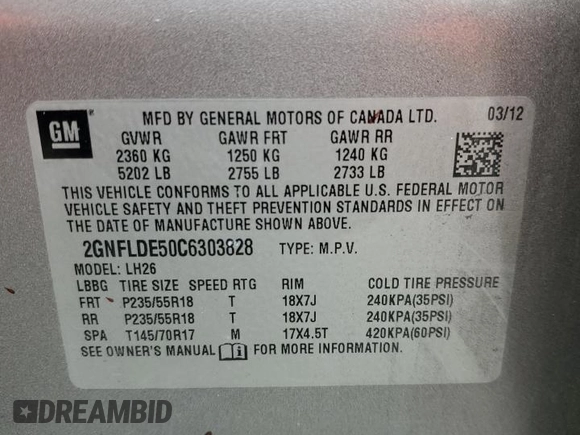 GM
MFD BY GENERAL MOTORS OF CANADA LTD. 03/12
GVWR GAWR FRT GAWR RR
2360 KG 1250 KG 1240 KG
5202 LB 2755 LB 2733 LB
THIS VEHICLE CONFORMS TO ALL APPLICABLE U.S. FEDERAL MOTOR
VEHICLE SAFETY AND THEFT PREVENTION STANDARDS IN EFFECT ON
THE DATE OF MANUFACTURE SHOWN ABOVE.
2GNFLDE50C6303828 TYPE: M.P.V.
MODEL: LH26
LBBG TIRE SIZE SPEED RTG RIM COLD TIRE PRESSURE
FRT P235/55R18 T 18X7J 240KPA(35PSI)
RR P235/55R18 T 18X7J 240KPA(35PSI)
SPA T145/70R17 M 17X4.5T 420KPA(60PSI)
SEE OWNER'S MANUAL FOR MORE INFORMATION.
DREAMBID